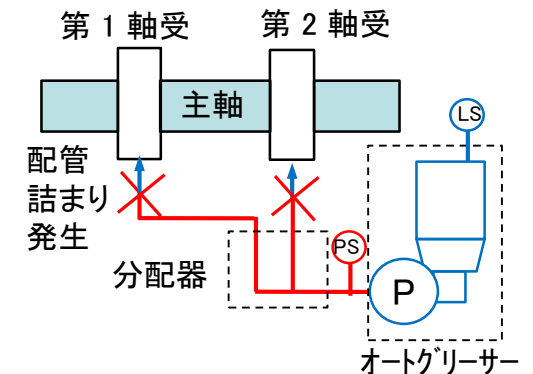 第1軸受
第2軸受
主軸
LS
配管
詰まり
発生
PS
分配器
P
オートグリーサー